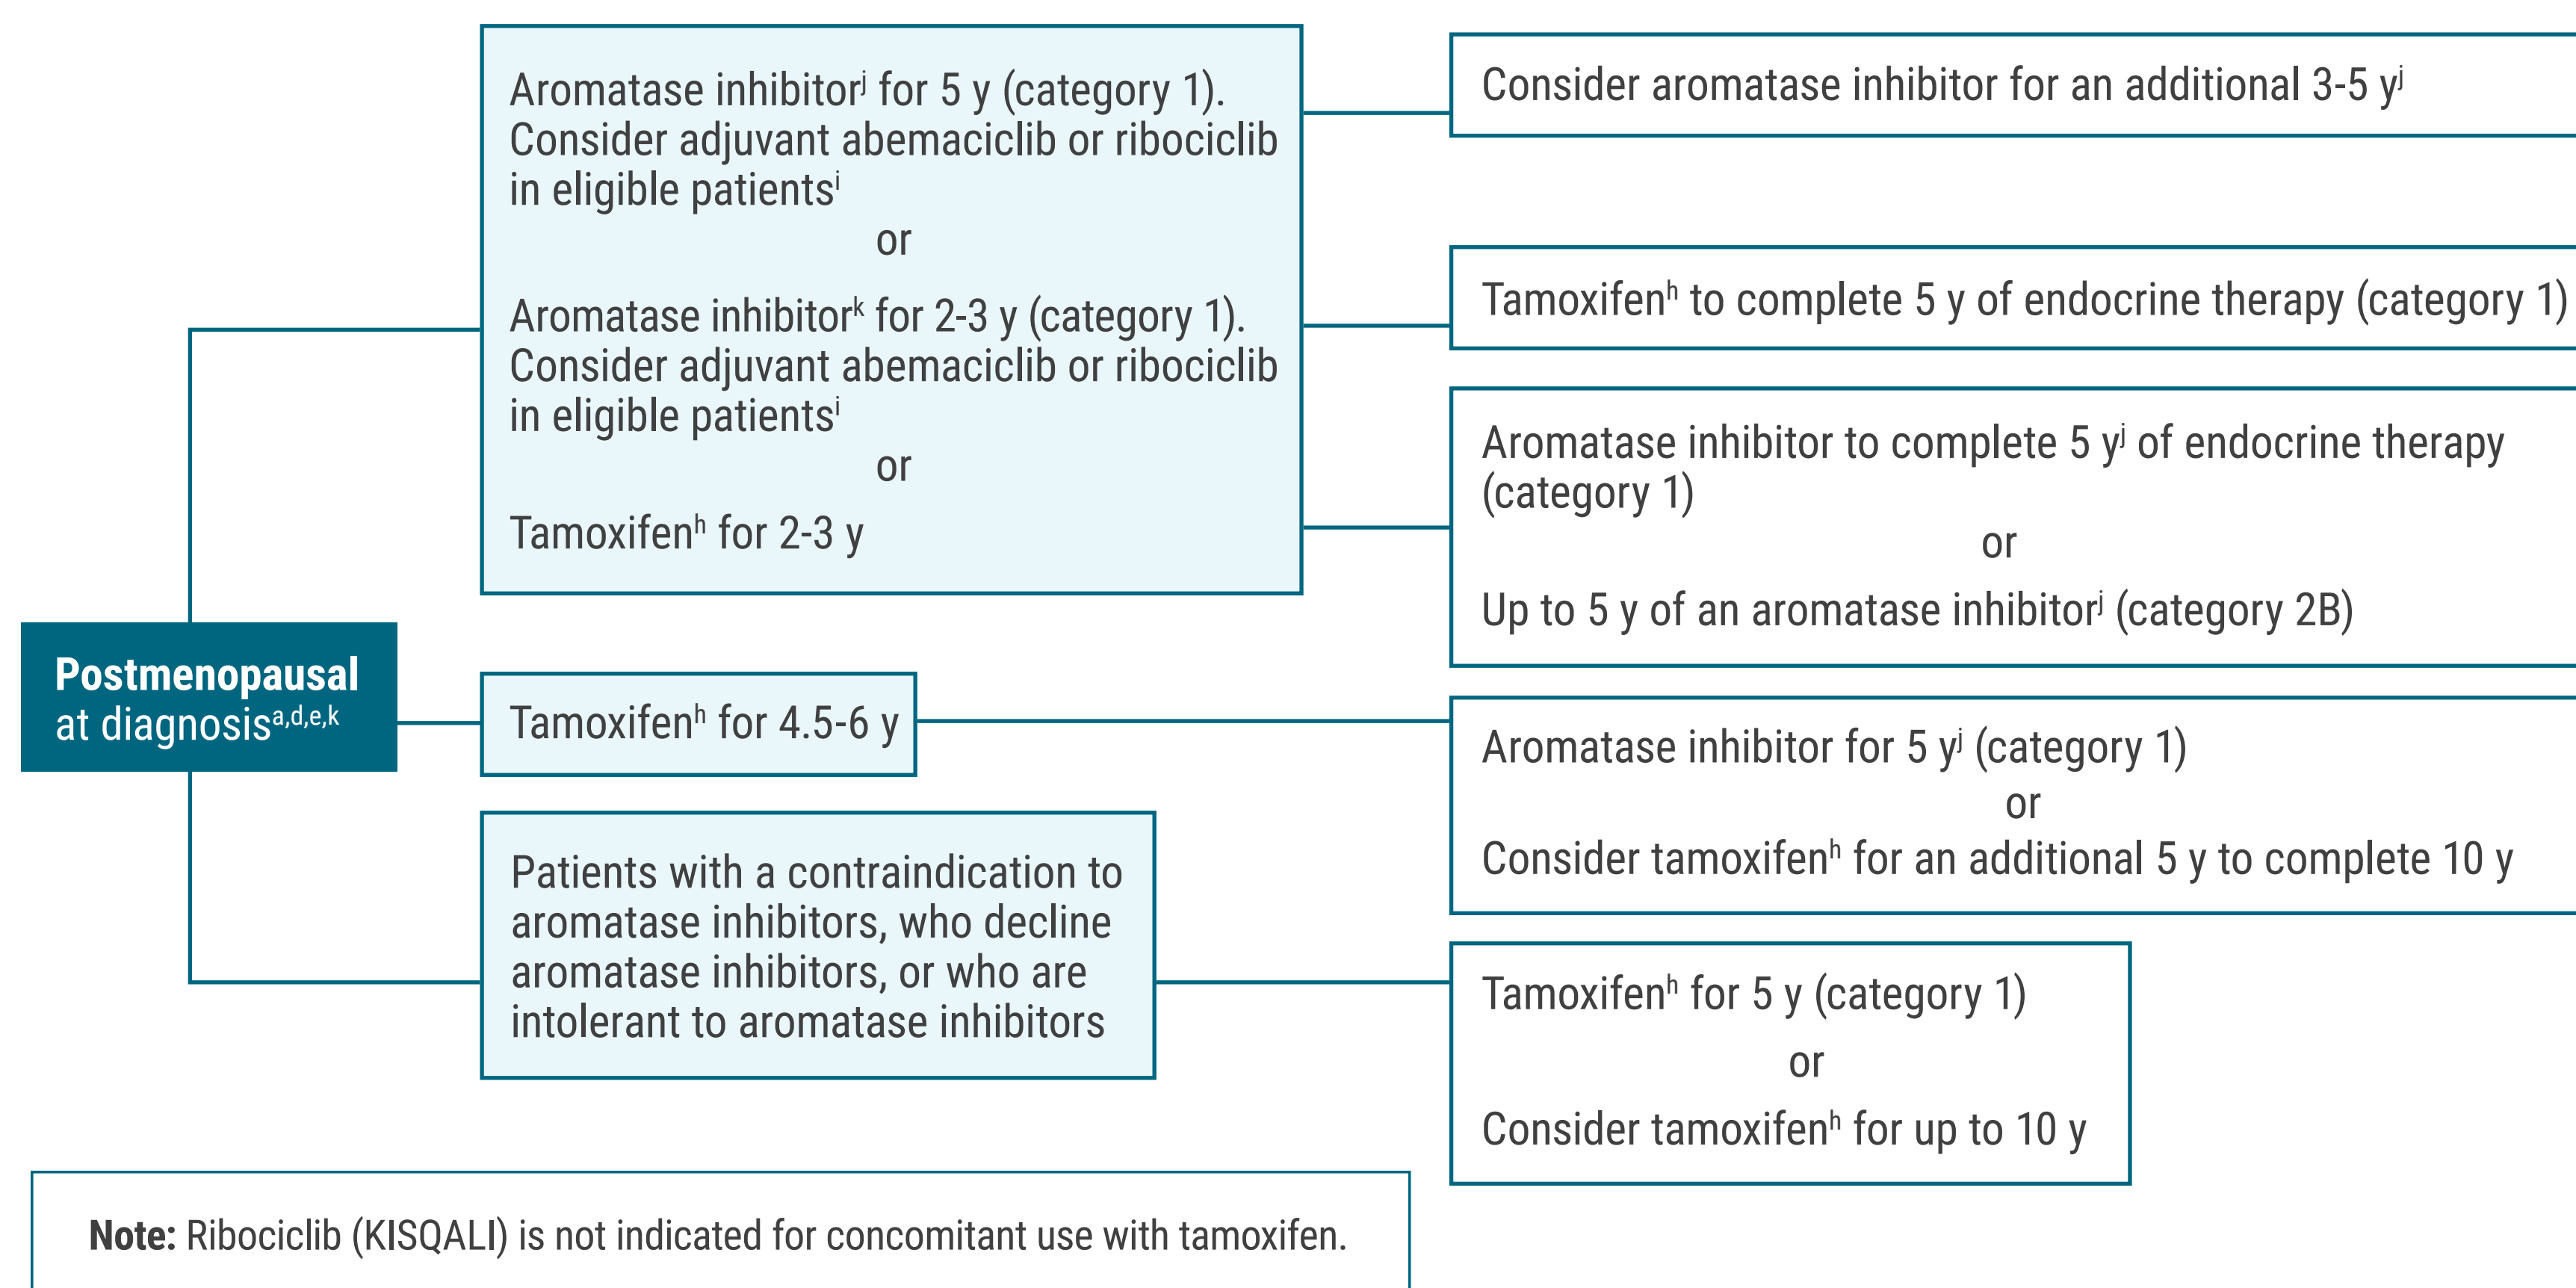 Aromatase inhibitorʲ for 5 y (category 1).
Consider adjuvant abemaciclib or ribociclib
in eligible patientsⁱ
or
Aromatase inhibitorᵏ for 2-3 y (category 1).
Consider adjuvant abemaciclib or ribociclib
in eligible patientsⁱ
or
Tamoxifenʰ for 2-3 y
Consider aromatase inhibitor for an additional 3-5 yʲ
Tamoxifenʰ to complete 5 y of endocrine therapy (category 1)
Aromatase inhibitor to complete 5 yʲ of endocrine therapy
(category 1)
or
Up to 5 y of an aromatase inhibitorʲ (category 2B)
Postmenopausal
at diagnosisᵃ,ᵈ,ᵉ,ᵏ
Tamoxifenʰ for 4.5-6 y
Aromatase inhibitor for 5 yʲ (category 1)
or
Consider tamoxifenʰ for an additional 5 y to complete 10 y
Patients with a contraindication to
aromatase inhibitors, who decline
aromatase inhibitors, or who are
intolerant to aromatase inhibitors
Tamoxifenʰ for 5 y (category 1)
or
Consider tamoxifenʰ for up to 10 y
Note: Ribociclib (KISQALI) is not indicated for concomitant use with tamoxifen.